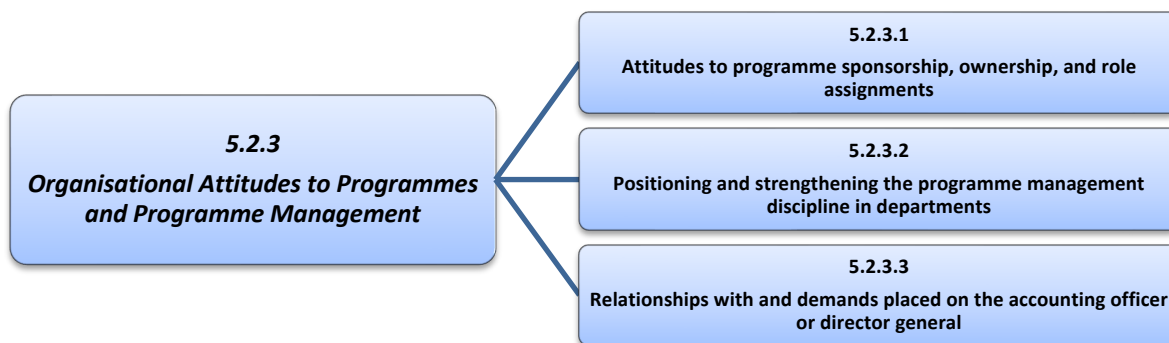 5.2.3
Organisational Attitudes to Programmes
and Programme Management
5.2.3.1
Attitudes to programme sponsorship, ownership, and role
assignments
5.2.3.2
Positioning and strengthening the programme management
discipline in departments
5.2.3.3
Relationships with and demands placed on the accounting officer
or director general